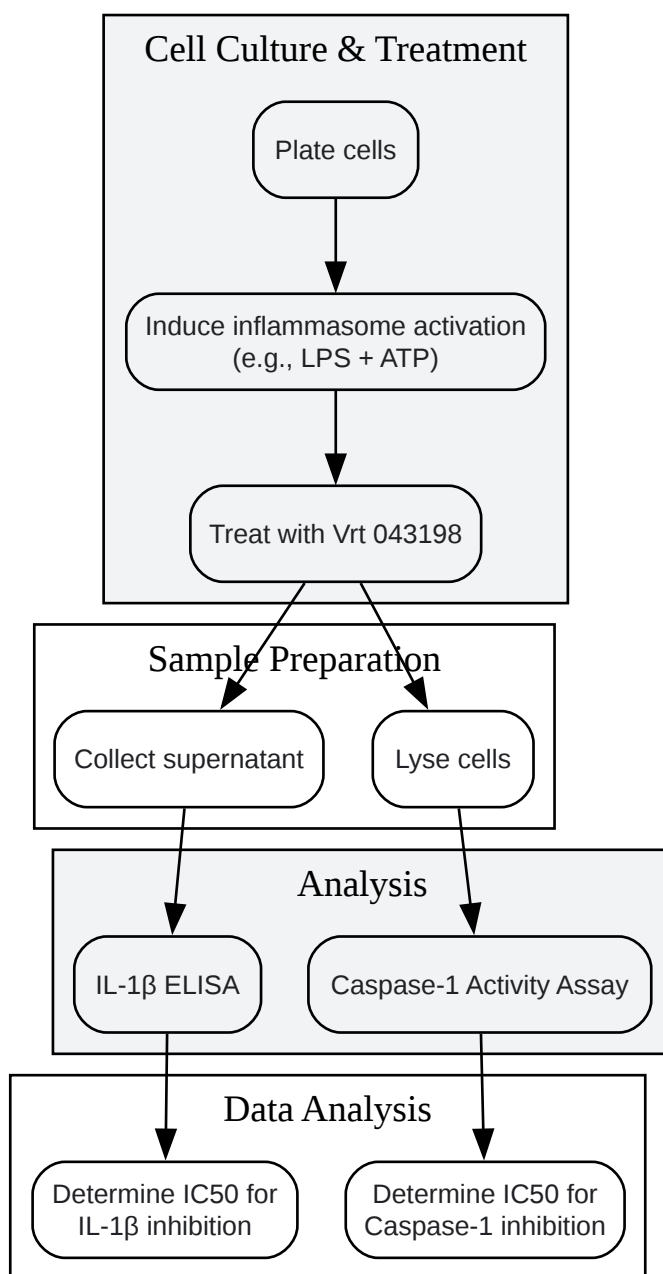 Cell Culture & Treatment
Plate cells
Induce inflammasome activation
(e.g., LPS + ATP)
Treat with Vrt 043198
Sample Preparation
Collect supernatant
Lyse cells
Analysis
IL-1β ELISA
Caspase-1 Activity Assay
Data Analysis
Determine IC50 for
IL-1β inhibition
Determine IC50 for
Caspase-1 inhibition